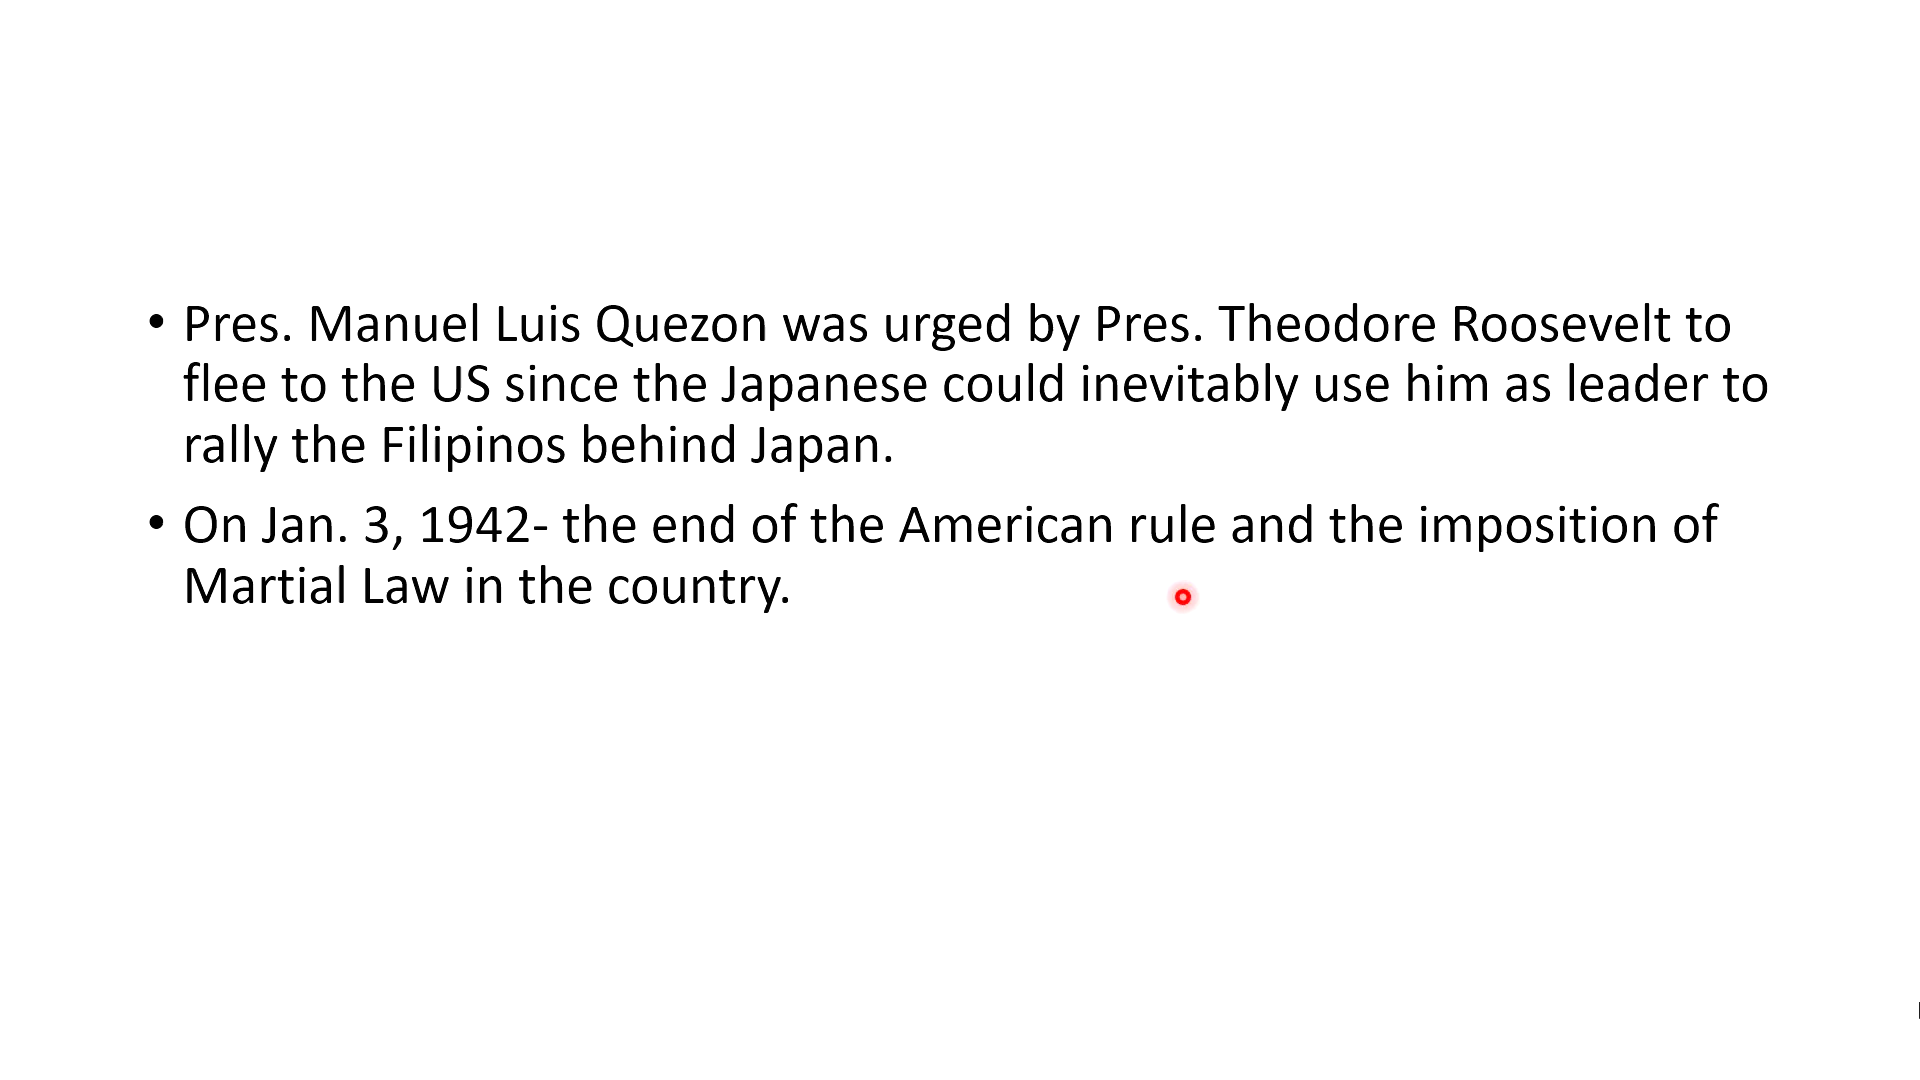 • Pres. Manuel Luis Quezon was urged by Pres. Theodore Roosevelt to
flee to the US since the Japanese could inevitably use him as leader to
rally the Filipinos behind Japan.
• On Jan. 3, 1942- the end of the American rule and the imposition of
Martial Law in the country.